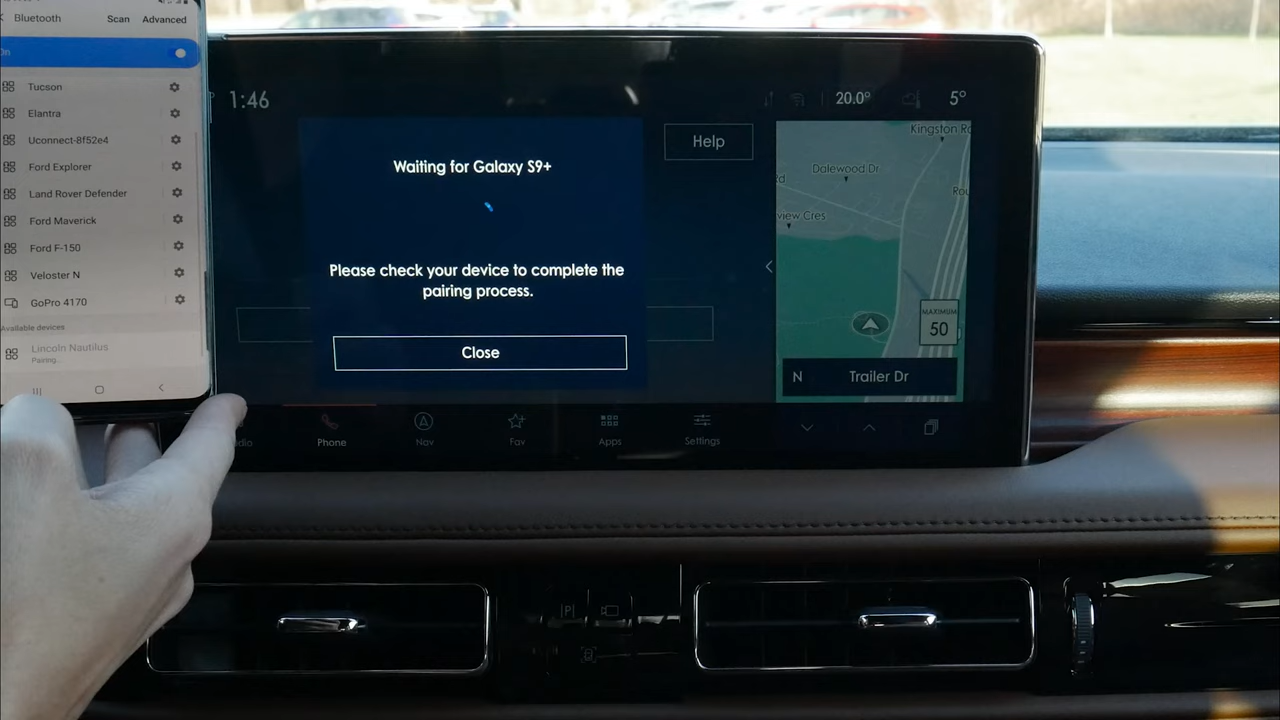 Bluetooth Scan Advanced
Tucson
Elantra
Uconnect-8f52e4
Ford Explorer
Land Rover Defender
Ford Maverick
Ford F-150
Veloster N
GoPro 4170
Available devices
Lincoln Nautilus
Pairing...
1:46
20.0° 5°
Waiting for Galaxy S9+
Please check your device to complete the
pairing process.
Close
Help
Kingston Rd
Dalewood Dr
view Cres
MAXIMUM
50
N Trailer Dr
Phone Nav Fav Apps Settings
P